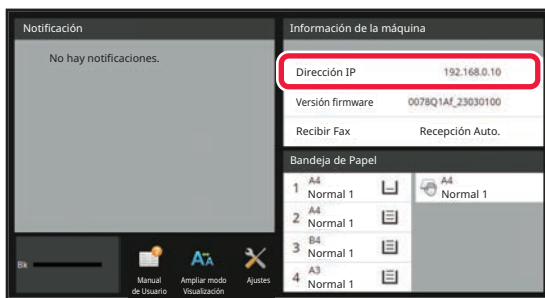 Notificación
No hay notificaciones.
Información de la máquina
Dirección IP 192.168.0.10
Versión firmware 0078Q1Af_23030100
Recibir Fax Recepción Auto.
Bandeja de Papel
1 A4
Normal 1
A4
Normal 1
2 A4
Normal 1
3 B4
Normal 1
4 A3
Normal 1
Bk
Manual
de Usuario
Ampliar modo
Visualización
Ajustes